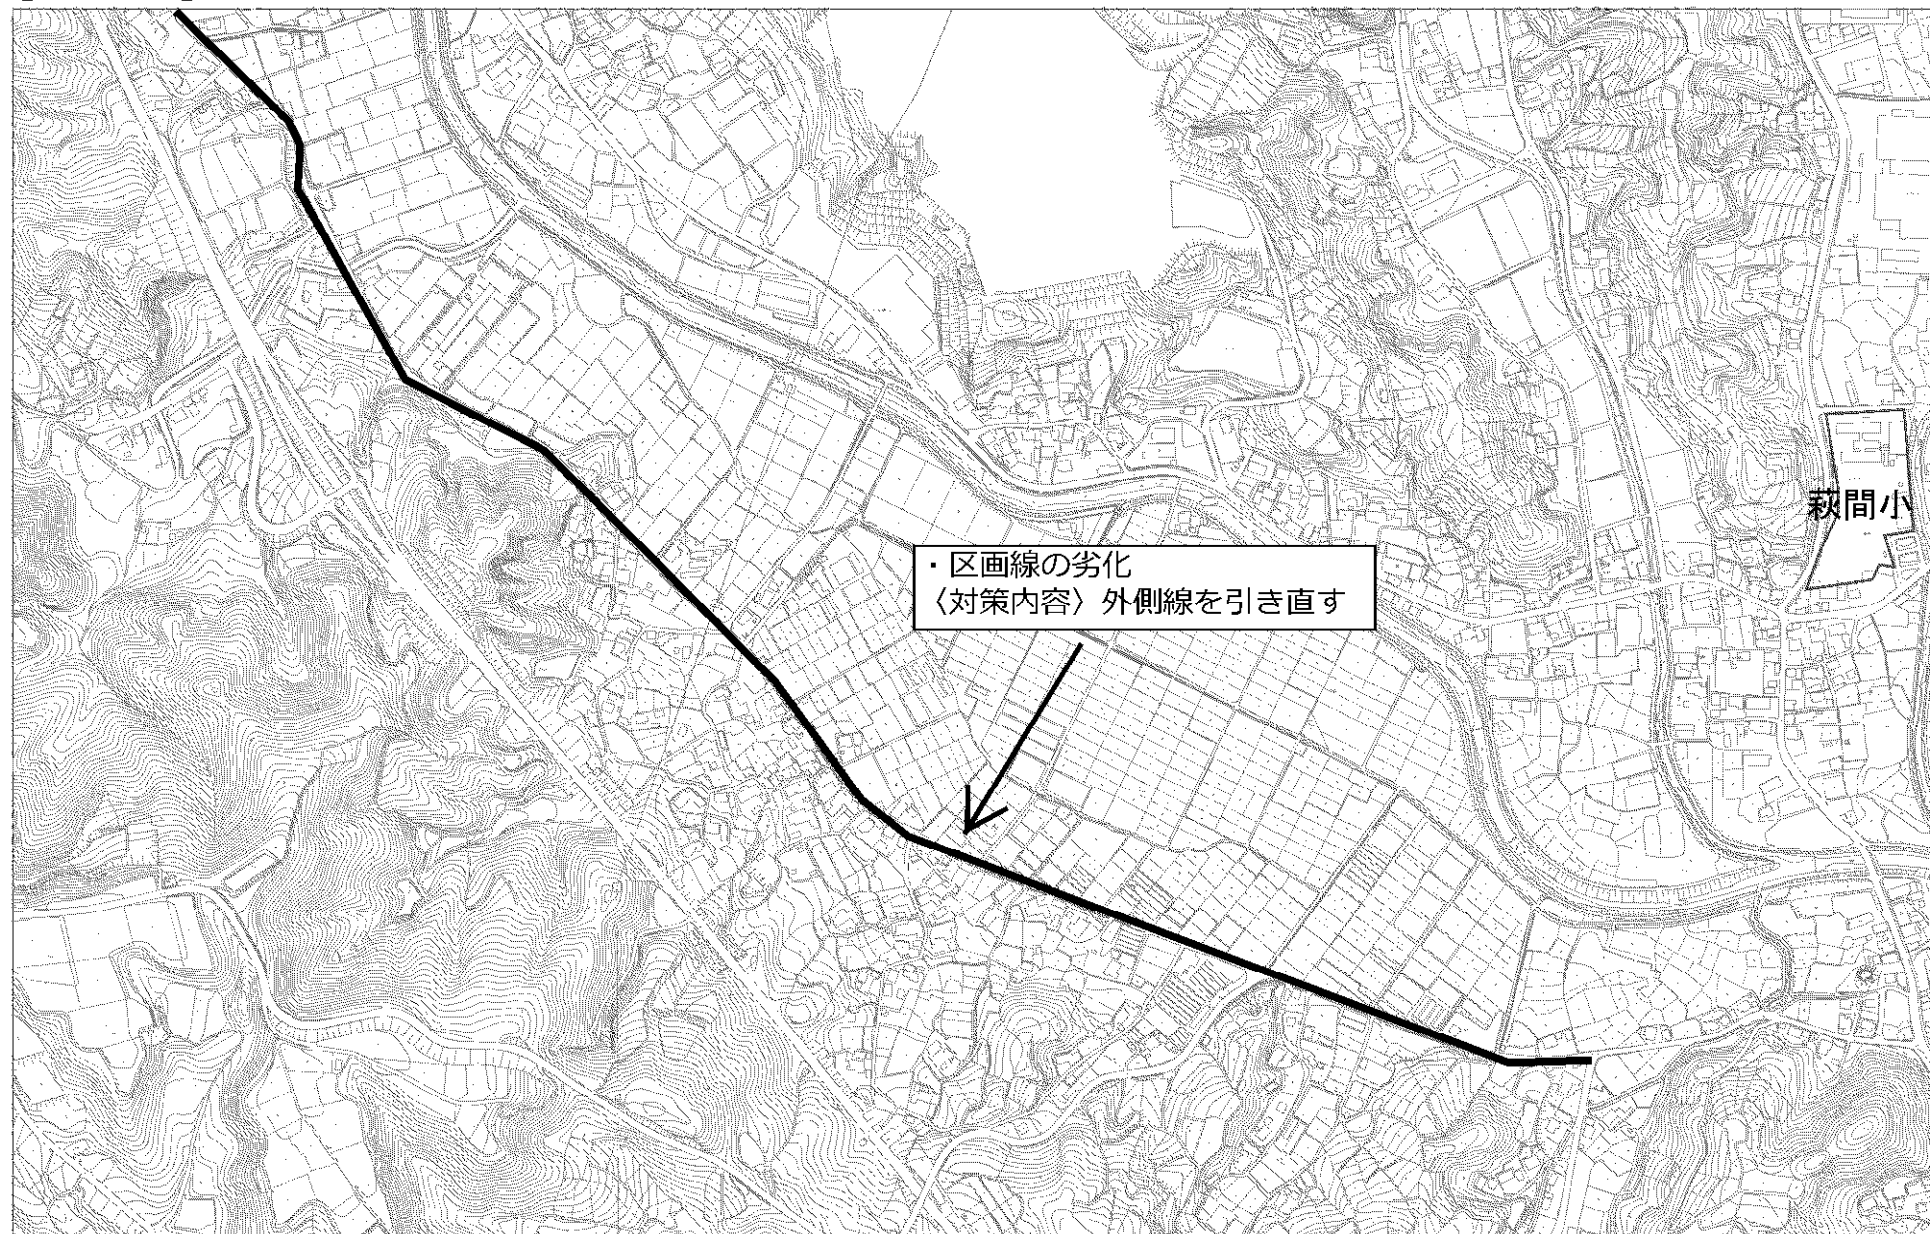 ・区画線の劣化
〈対策内容〉外側線を引き直す
萩間小